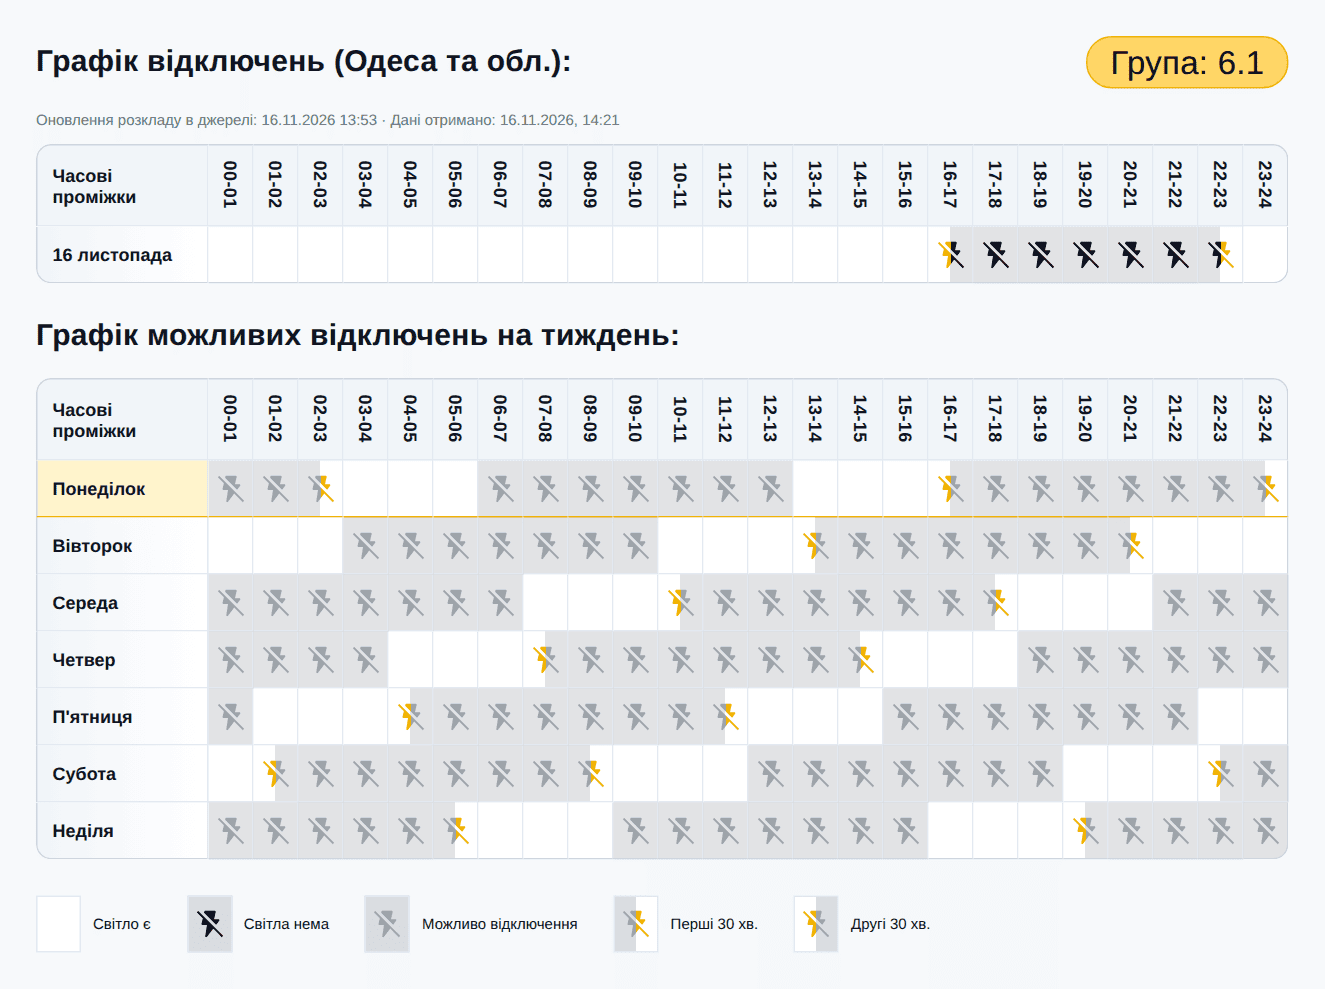 Графік відключень (Одеса та обл.):
Група: 6.1
Оновлення розкладу в джерелі: 16.11.2026 13:53 · Дані отримано: 16.11.2026, 14:21
Часові проміжки 00-01 01-02 02-03 03-04 04-05 05-06 06-07 07-08 08-09 09-10 10-11 11-12 12-13 13-14 14-15 15-16 16-17 17-18 18-19 19-20 20-21 21-22 22-23 23-24
16 листопада
Графік можливих відключень на тиждень:
Часові проміжки 00-01 01-02 02-03 03-04 04-05 05-06 06-07 07-08 08-09 09-10 10-11 11-12 12-13 13-14 14-15 15-16 16-17 17-18 18-19 19-20 20-21 21-22 22-23 23-24
Понеділок
Вівторок
Середа
Четвер
П'ятниця
Субота
Неділя
Світло є Світла нема Можливо відключення Перші 30 хв. Другі 30 хв.